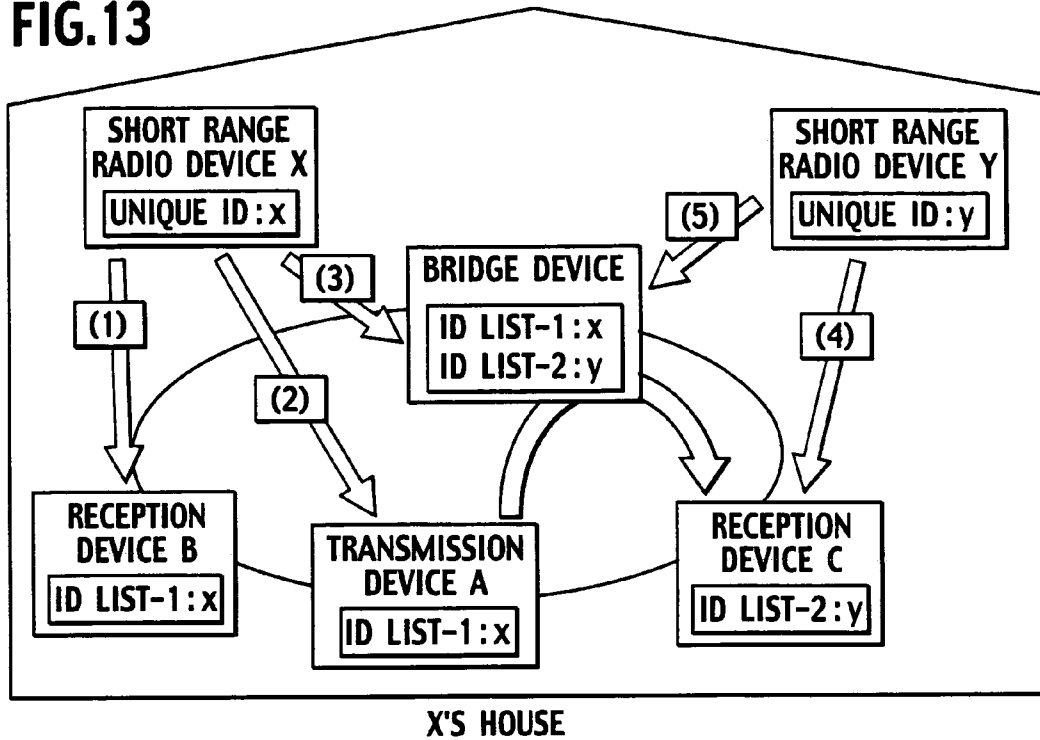 FIG.13
SHORT RANGE
RADIO DEVICE X
UNIQUE ID:x
SHORT RANGE
RADIO DEVICE Y
UNIQUE ID:y
(1)
(2)
(3)
(5)
(4)
BRIDGE DEVICE
ID LIST-1:x
ID LIST-2:y
RECEPTION
DEVICE B
ID LIST-1:x
TRANSMISSION
DEVICE A
ID LIST-1:x
RECEPTION
DEVICE C
ID LIST-2:y
X'S HOUSE